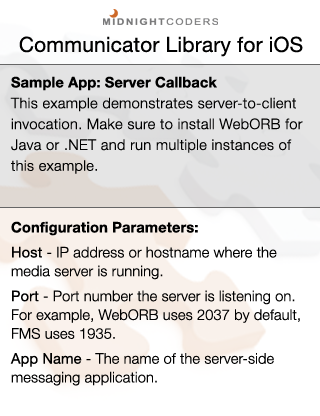 MIDNIGHTCODERS
Communicator Library for iOS
Sample App: Server Callback
This example demonstrates server-to-client
invocation. Make sure to install WebORB for
Java or .NET and run multiple instances of
this example.
Configuration Parameters:
Host - IP address or hostname where the
media server is running.
Port - Port number the server is listening on.
For example, WebORB uses 2037 by default,
FMS uses 1935.
App Name - The name of the server-side
messaging application.